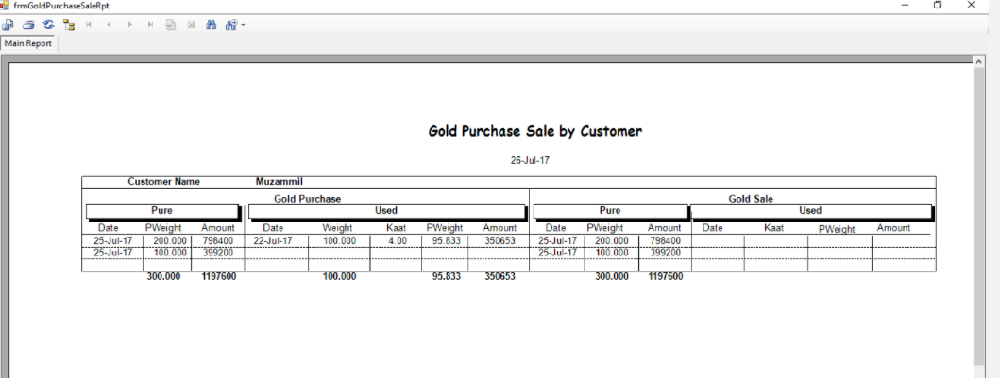 frmGoldPurchaseSaleRpt
Main Report
Gold Purchase Sale by Customer
26-Jul-17
Customer Name Muzammil
Gold Purchase Gold Sale
Pure Used Pure Used
Date PWeight Amount Date Weight Kaat PWeight Amount Date PWeight Amount Date Kaat PWeight Amount
25-Jul-17 200.000 798400 22-Jul-17 100.000 4.00 95.833 350653 25-Jul-17 200.000 798400
25-Jul-17 100.000 399200 25-Jul-17 100.000 399200
300.000 1197600 100.000 95.833 350653 300.000 1197600